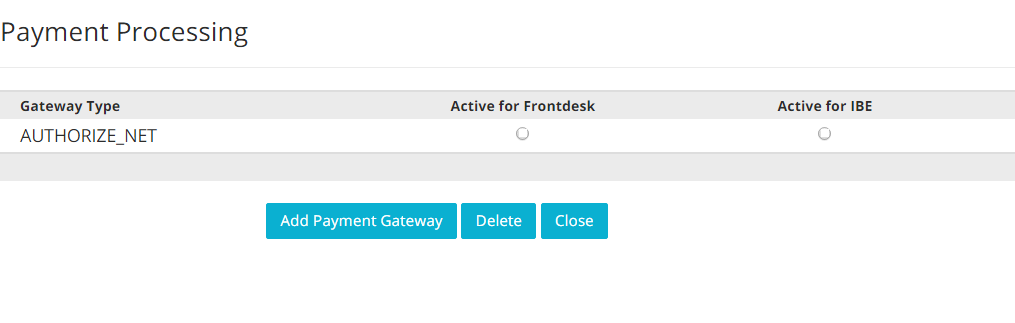 Payment Processing
Gateway Type Active for Frontdesk Active for IBE
AUTHORIZE_NET
Add Payment Gateway Delete Close